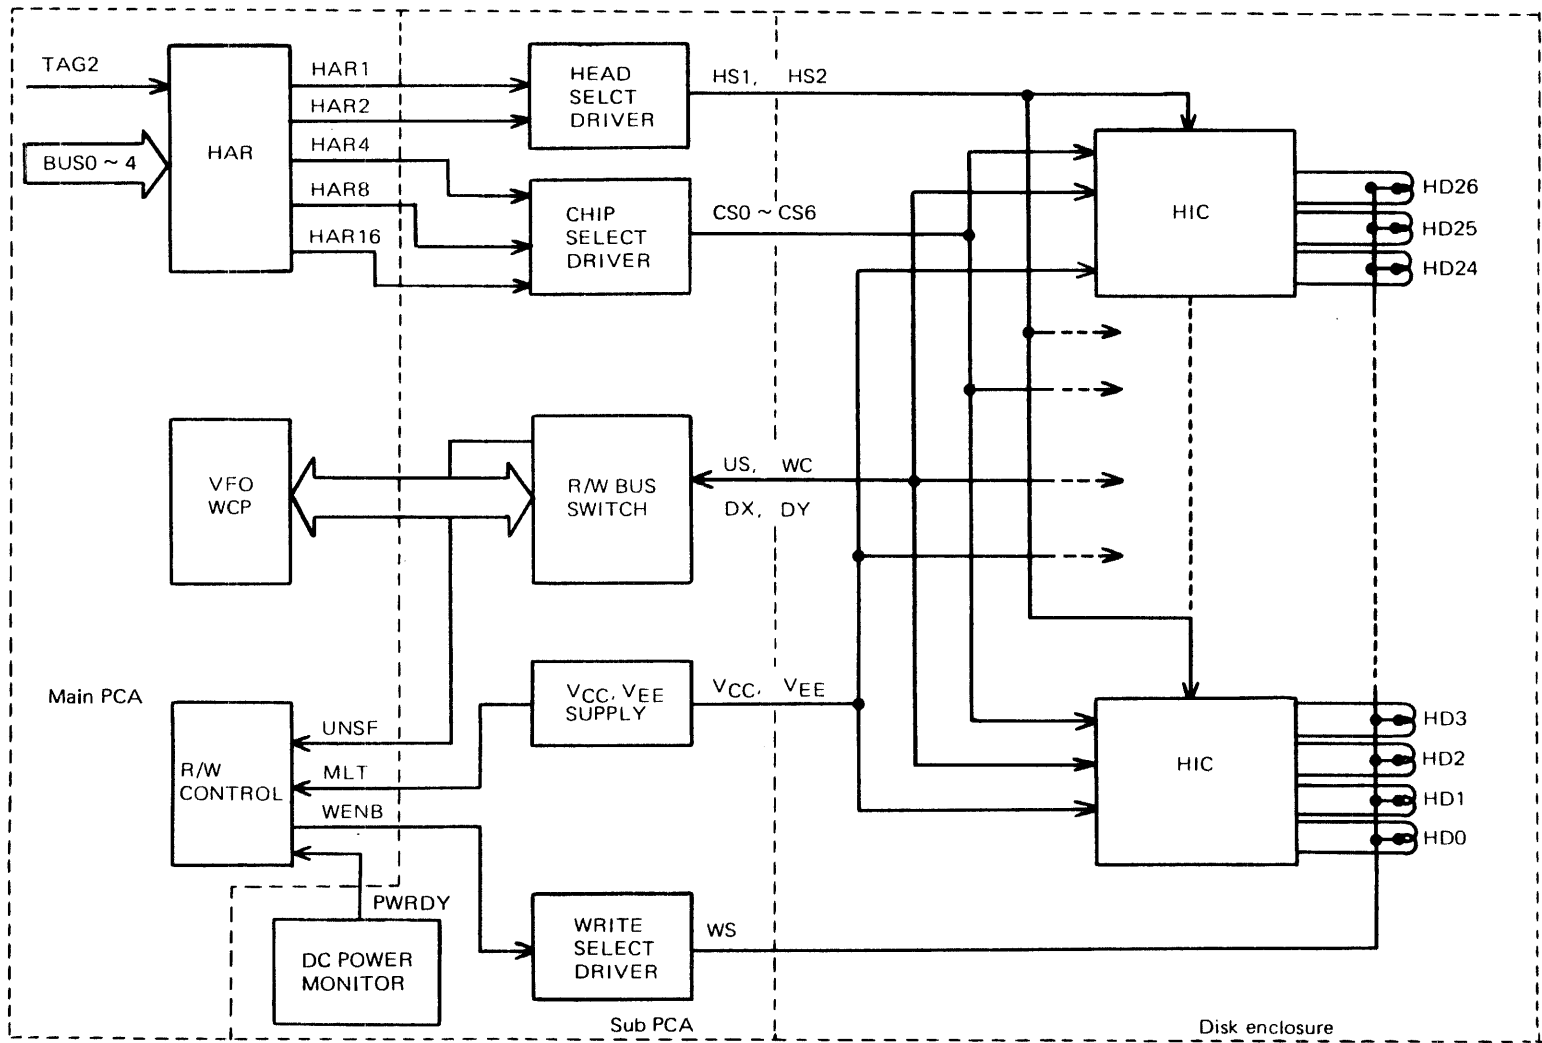 TAG2
BUS0 ~ 4
HAR
HAR1
HAR2
HAR4
HAR8
HAR16
HEAD
SELCT
DRIVER
CHIP
SELECT
DRIVER
HS1, HS2
CS0 ~ CS6
HIC
HD26
HD25
HD24
VFO
WCP
R/W BUS
SWITCH
US, WC
DX, DY
Main PCA
R/W
CONTROL
UNSF
MLT
WENB
PWRDY
VCC, VEE
SUPPLY
VCC, VEE
HIC
HD3
HD2
HD1
HD0
DC POWER
MONITOR
WRITE
SELECT
DRIVER
WS
Sub PCA
Disk enclosure